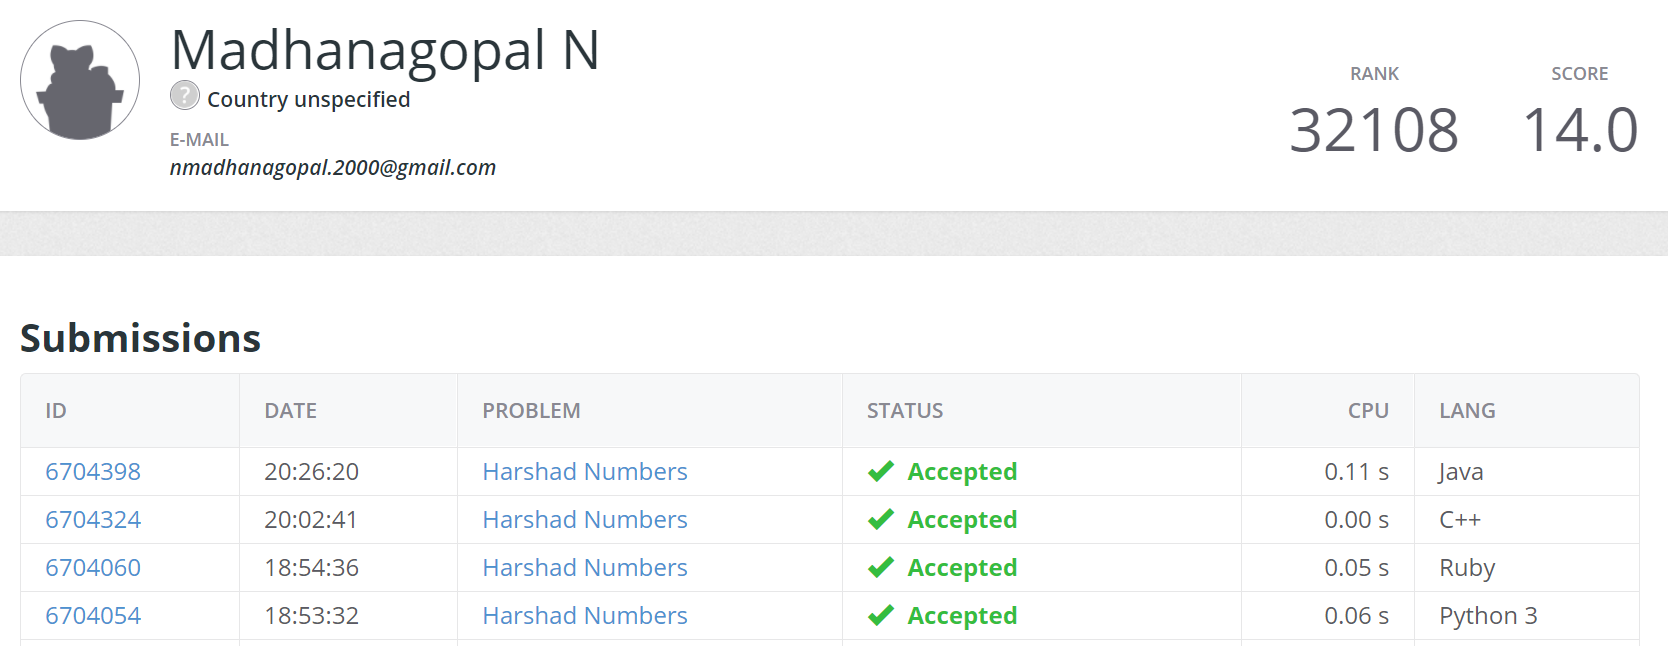 Madhanagopal N
? Country unspecified
E-MAIL
nmadhanagopal.2000@gmail.com
RANK SCORE
32108 14.0
Submissions
ID DATE PROBLEM STATUS CPU LANG
6704398 20:26:20 Harshad Numbers Accepted 0.11 s Java
6704324 20:02:41 Harshad Numbers Accepted 0.00 s C++
6704060 18:54:36 Harshad Numbers Accepted 0.05 s Ruby
6704054 18:53:32 Harshad Numbers Accepted 0.06 s Python 3